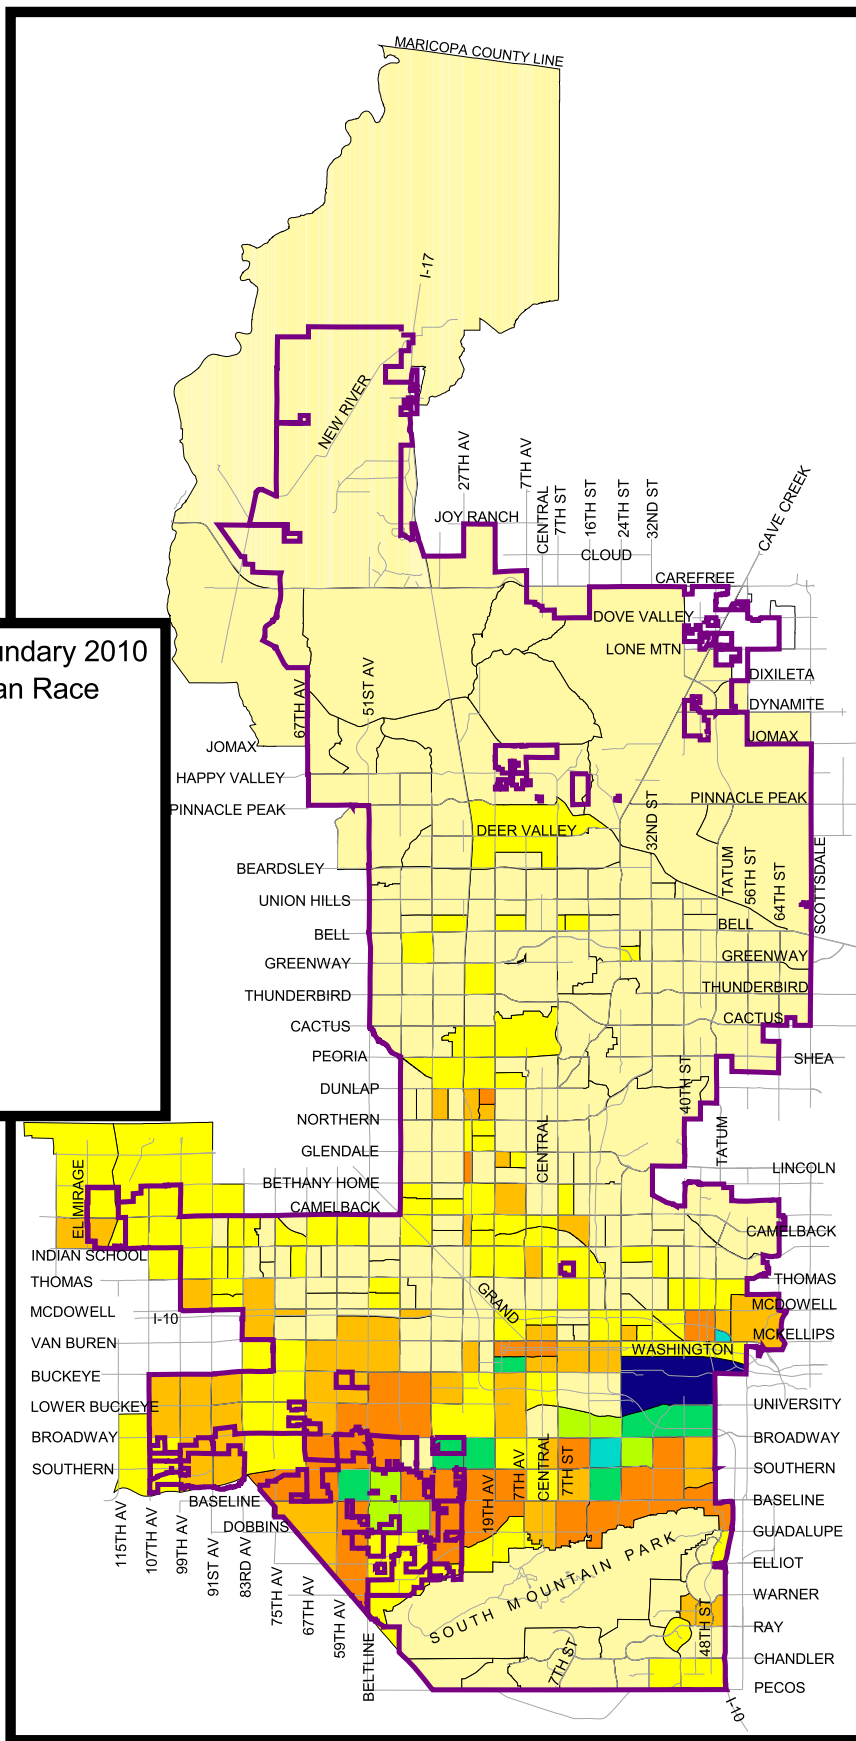 MARICOPA COUNTY LINE
I-17
NEW RIVER
27TH AV
7TH AV
JOY RANCH
CENTRAL
7TH ST
16TH ST
24TH ST
32ND ST
CAVE CREEK
CLOUD
CAREFREE
DOVE VALLEY
LONE MTN
ndary 2010
an Race
DIXILETA
DYNAMITE
67TH AV
51ST AV
JOMAX
JOMAX
HAPPY VALLEY
PINNACLE PEAK
PINNACLE PEAK
DEER VALLEY
32ND ST
BEARDSLEY
TATUM
56TH ST
64TH ST
SCOTTSDALE
UNION HILLS
BELL
BELL
GREENWAY
GREENWAY
THUNDERBIRD
THUNDERBIRD
CACTUS
CACTUS
PEORIA
SHEA
DUNLAP
40TH ST
NORTHERN
GLENDALE
CENTRAL
TATUM
BETHANY HOME
LINCOLN
EL MIRAGE
CAMELBACK
CAMELBACK
INDIAN SCHOOL
THOMAS
THOMAS
MCDOWELL
I-10
GRAND
MCDOWELL
VAN BUREN
MCKELLIPS
WASHINGTON
BUCKEYE
LOWER BUCKEYE
UNIVERSITY
BROADWAY
BROADWAY
SOUTHERN
SOUTHERN
115TH AV
107TH AV
99TH AV
91ST AV
83RD AV
75TH AV
67TH AV
59TH AV
BELTLINE
19TH AV
7TH AV
CENTRAL
7TH ST
BASELINE
BASELINE
DOBBINS
GUADALUPE
ELLIOT
SOUTH MOUNTAIN PARK
WARNER
48TH ST
RAY
7TH ST
CHANDLER
PECOS
I-10